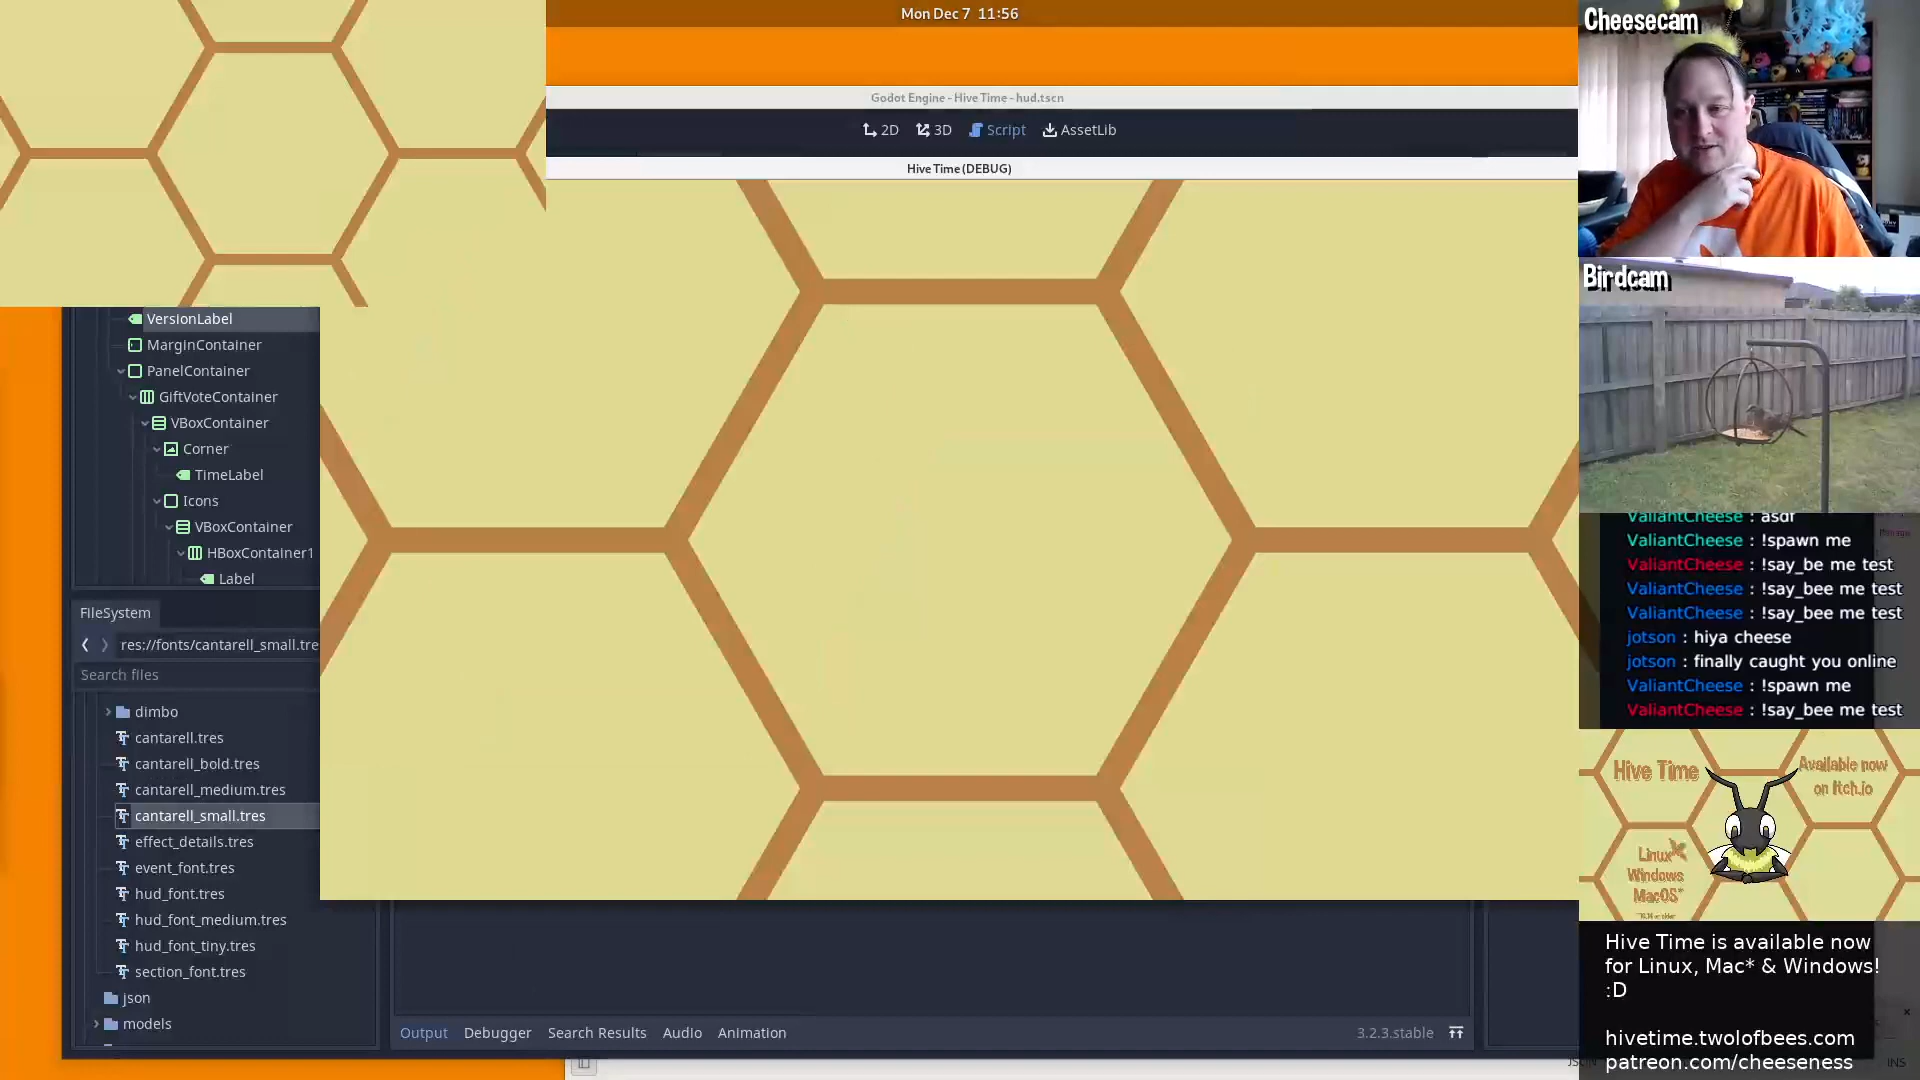 Mon Dec 7 11:56
Godot Engine - Hive Time - hud.tscn
2D
3D
Script
AssetLib
Hive Time (DEBUG)
VersionLabel
MarginContainer
PanelContainer
GiftVoteContainer
VBoxContainer
Corner
TimeLabel
Icons
VBoxContainer
HBoxContainer1
Label
FileSystem
res://fonts/cantarell_small.tre
Search files
dimbo
cantarell.tres
cantarell_bold.tres
cantarell_medium.tres
cantarell_small.tres
effect_details.tres
event_font.tres
hud_font.tres
hud_font_medium.tres
hud_font_tiny.tres
section_font.tres
json
models
Output
Debugger
Search Results
Audio
Animation
3.2.3.stable
Cheesecam
Birdcam
ValiantCheese : asdf
ValiantCheese : !spawn me
ValiantCheese : !say_be me test
ValiantCheese : !say_bee me test
ValiantCheese : !say_bee me test
jotson : hiya cheese
jotson : finally caught you online
ValiantCheese : !spawn me
ValiantCheese : !say_bee me test
Hive Time
Available now
on Itch.io
Linux
Windows
MacOS*
Hive Time is available now
for Linux, Mac* & Windows!
:D
hivetime.twolofbees.com
patreon.com/cheeseness
INS